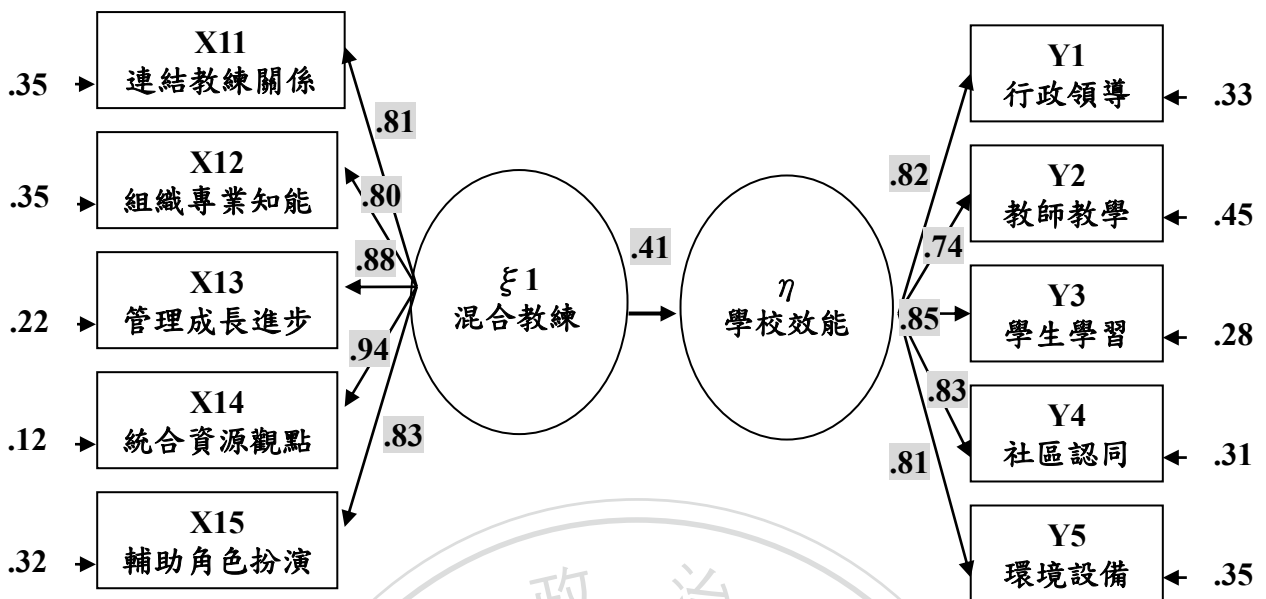 X11
連結教練關係
.35
.81
X12
組織專業知能
.35
.80
X13
管理成長進步
.22
.88
X14
統合資源觀點
.12
.94
X15
輔助角色扮演
.32
.83
ξ1
混合教練
.41
η
學校效能
Y1
行政領導
.33
.82
Y2
教師教學
.45
.74
Y3
學生學習
.28
.85
Y4
社區認同
.31
.83
Y5
環境設備
.35
.81
政
治